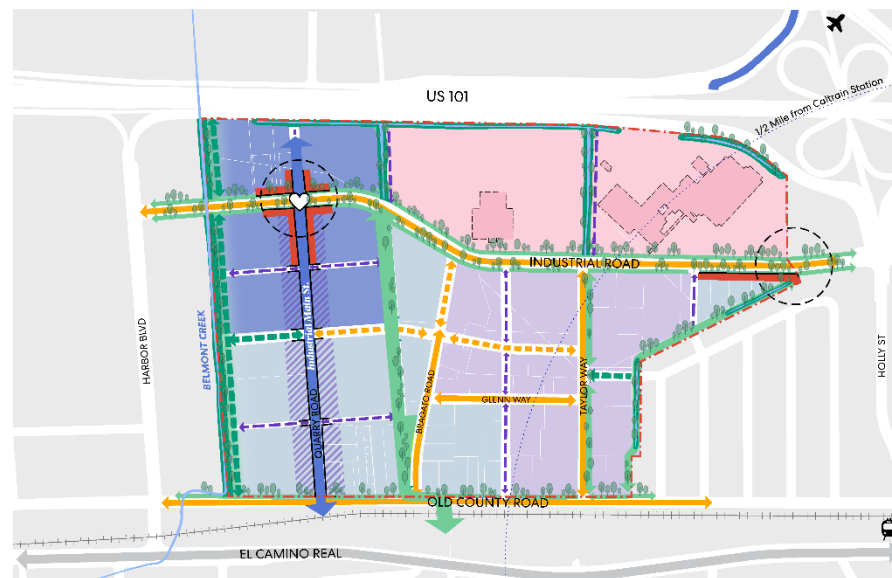 US 101
1/2 Mile from Caltrain Station
INDUSTRIAL ROAD
HARBOR BLVD
BELMONT CREEK
Industrial Main St.
QUARRY ROAD
BRAGATO ROAD
GLENN WAY
TAYLOR WAY
HOLLY ST
OLD COUNTY ROAD
EL CAMINO REAL